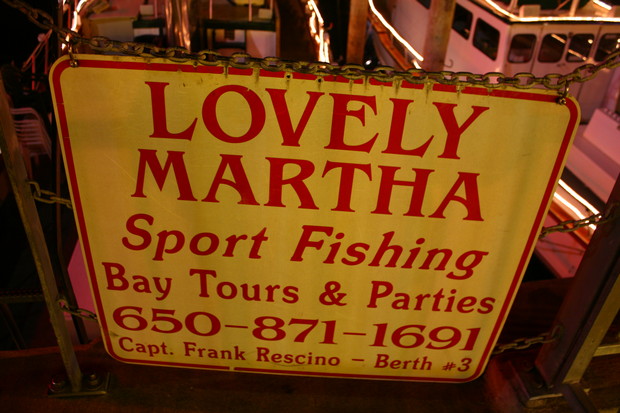 LOVELY
MARTHA
Sport Fishing
Bay Tours & Parties
650-871-1691
Capt. Frank Rescino - Berth #3